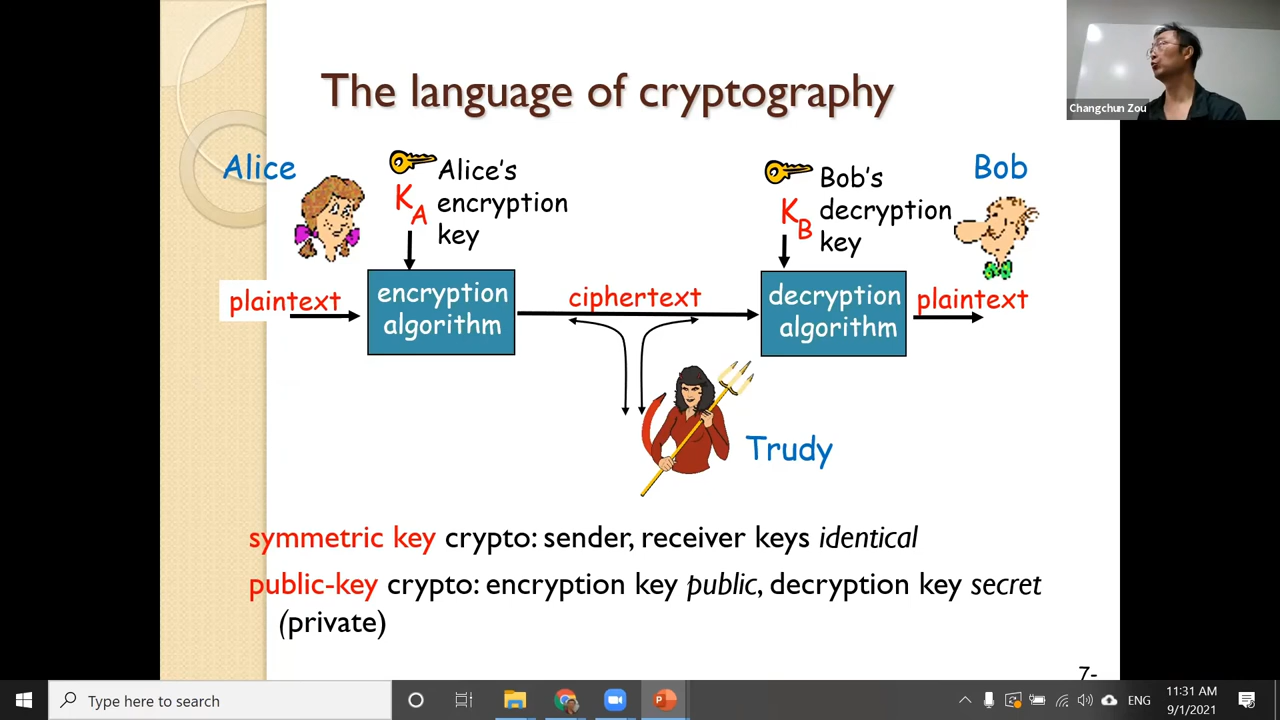 The language of cryptography
Changchun Zou
Alice
Alice's
encryption
key
K
A
Bob's
decryption
key
K
B
Bob
plaintext
encryption
algorithm
ciphertext
decryption
algorithm
plaintext
Trudy
symmetric key crypto: sender, receiver keys identical
public-key crypto: encryption key public, decryption key secret
(private)
7-
Type here to search
P
ENG
11:31 AM
9/1/2021